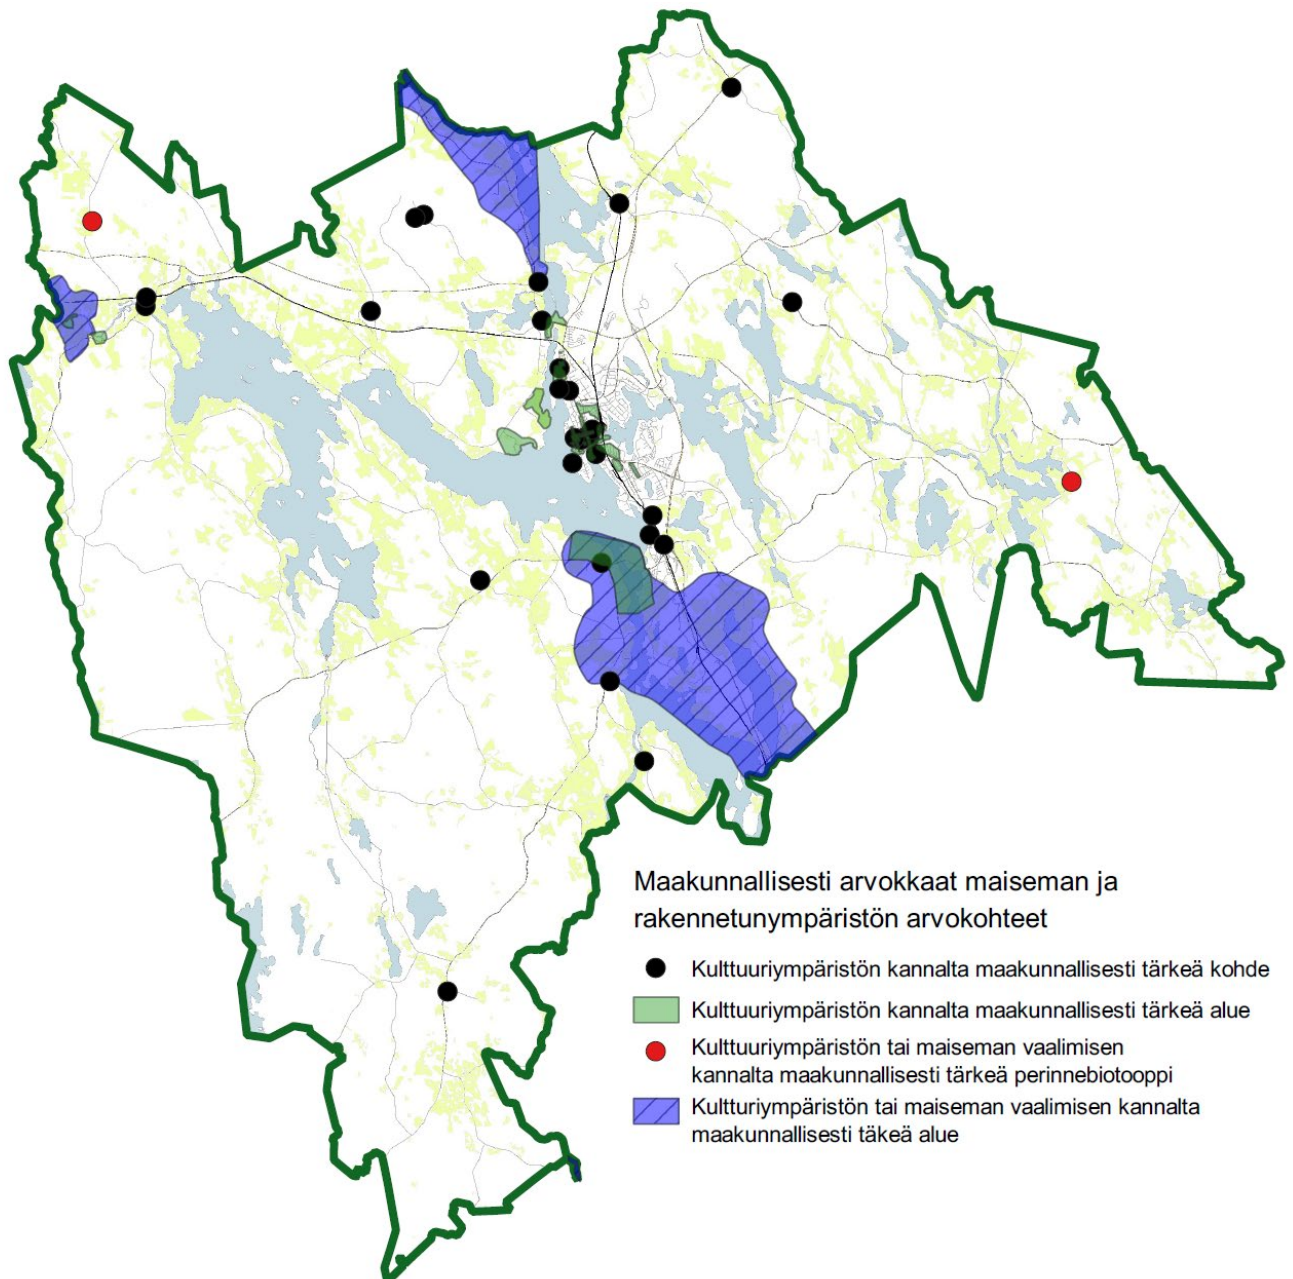 Maakunnallisesti arvokkaat maiseman ja
rakennetunympäristön arvokohteet
Kulttuuriympäristön kannalta maakunnallisesti tärkeä kohde
Kulttuuriympäristön kannalta maakunnallisesti tärkeä alue
Kulttuuriympäristön tai maiseman vaalimisen
kannalta maakunnallisesti tärkeä perinnebiotooppi
Kultturiympäristön tai maiseman vaalimisen kannalta
maakunnallisesti täkeä alue